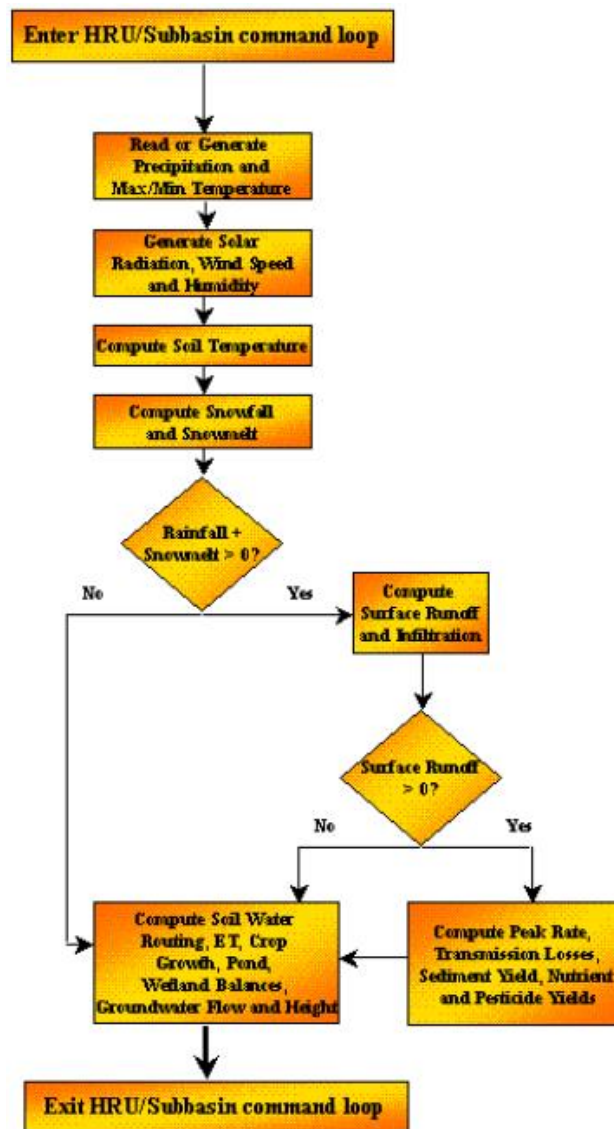 Enter HRU/Subbasin command loop
Read or Generate
Precipitation and
Max/Min Temperature
Generate Solar
Radiation, Wind Speed
and Humidity
Compute Soil Temperature
Compute Snowfall
and Snowmelt
Rainfall +
Snowmelt > 0?
No
Yes
Compute
Surface Runoff
and Infiltration
Surface Runoff
> 0?
No
Yes
Compute Soil Water
Routing, ET, Crop
Growth, Pond,
Wetland Balances,
Groundwater Flow and Height
Compute Peak Rate,
Transmission Losses,
Sediment Yield, Nutrient
and Pesticide Yields
Exit HRU/Subbasin command loop